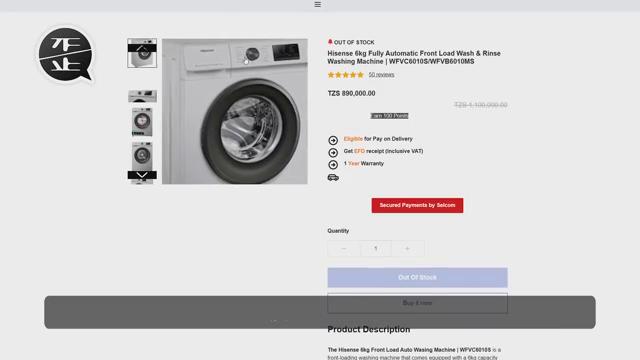 OUT OF STOCK
Hisense 6kg Fully Automatic Front Load Wash & Rinse
Washing Machine | WFVC6010S/WFVB6010MS
50 reviews
TZS 890,000.00
TZS 1,100,000.00
Earn 100 Points
Eligible for Pay on Delivery
Get EFD receipt (Inclusive VAT)
1 Year Warranty
Secured Payments by Selcom
Quantity
− 1 +
Out Of Stock
Buy it now
Product Description
The Hisense 6kg Front Load Auto Wasing Machine | WFVC6010S is a
front-loading washing machine that comes equipped with a 6kg capacity